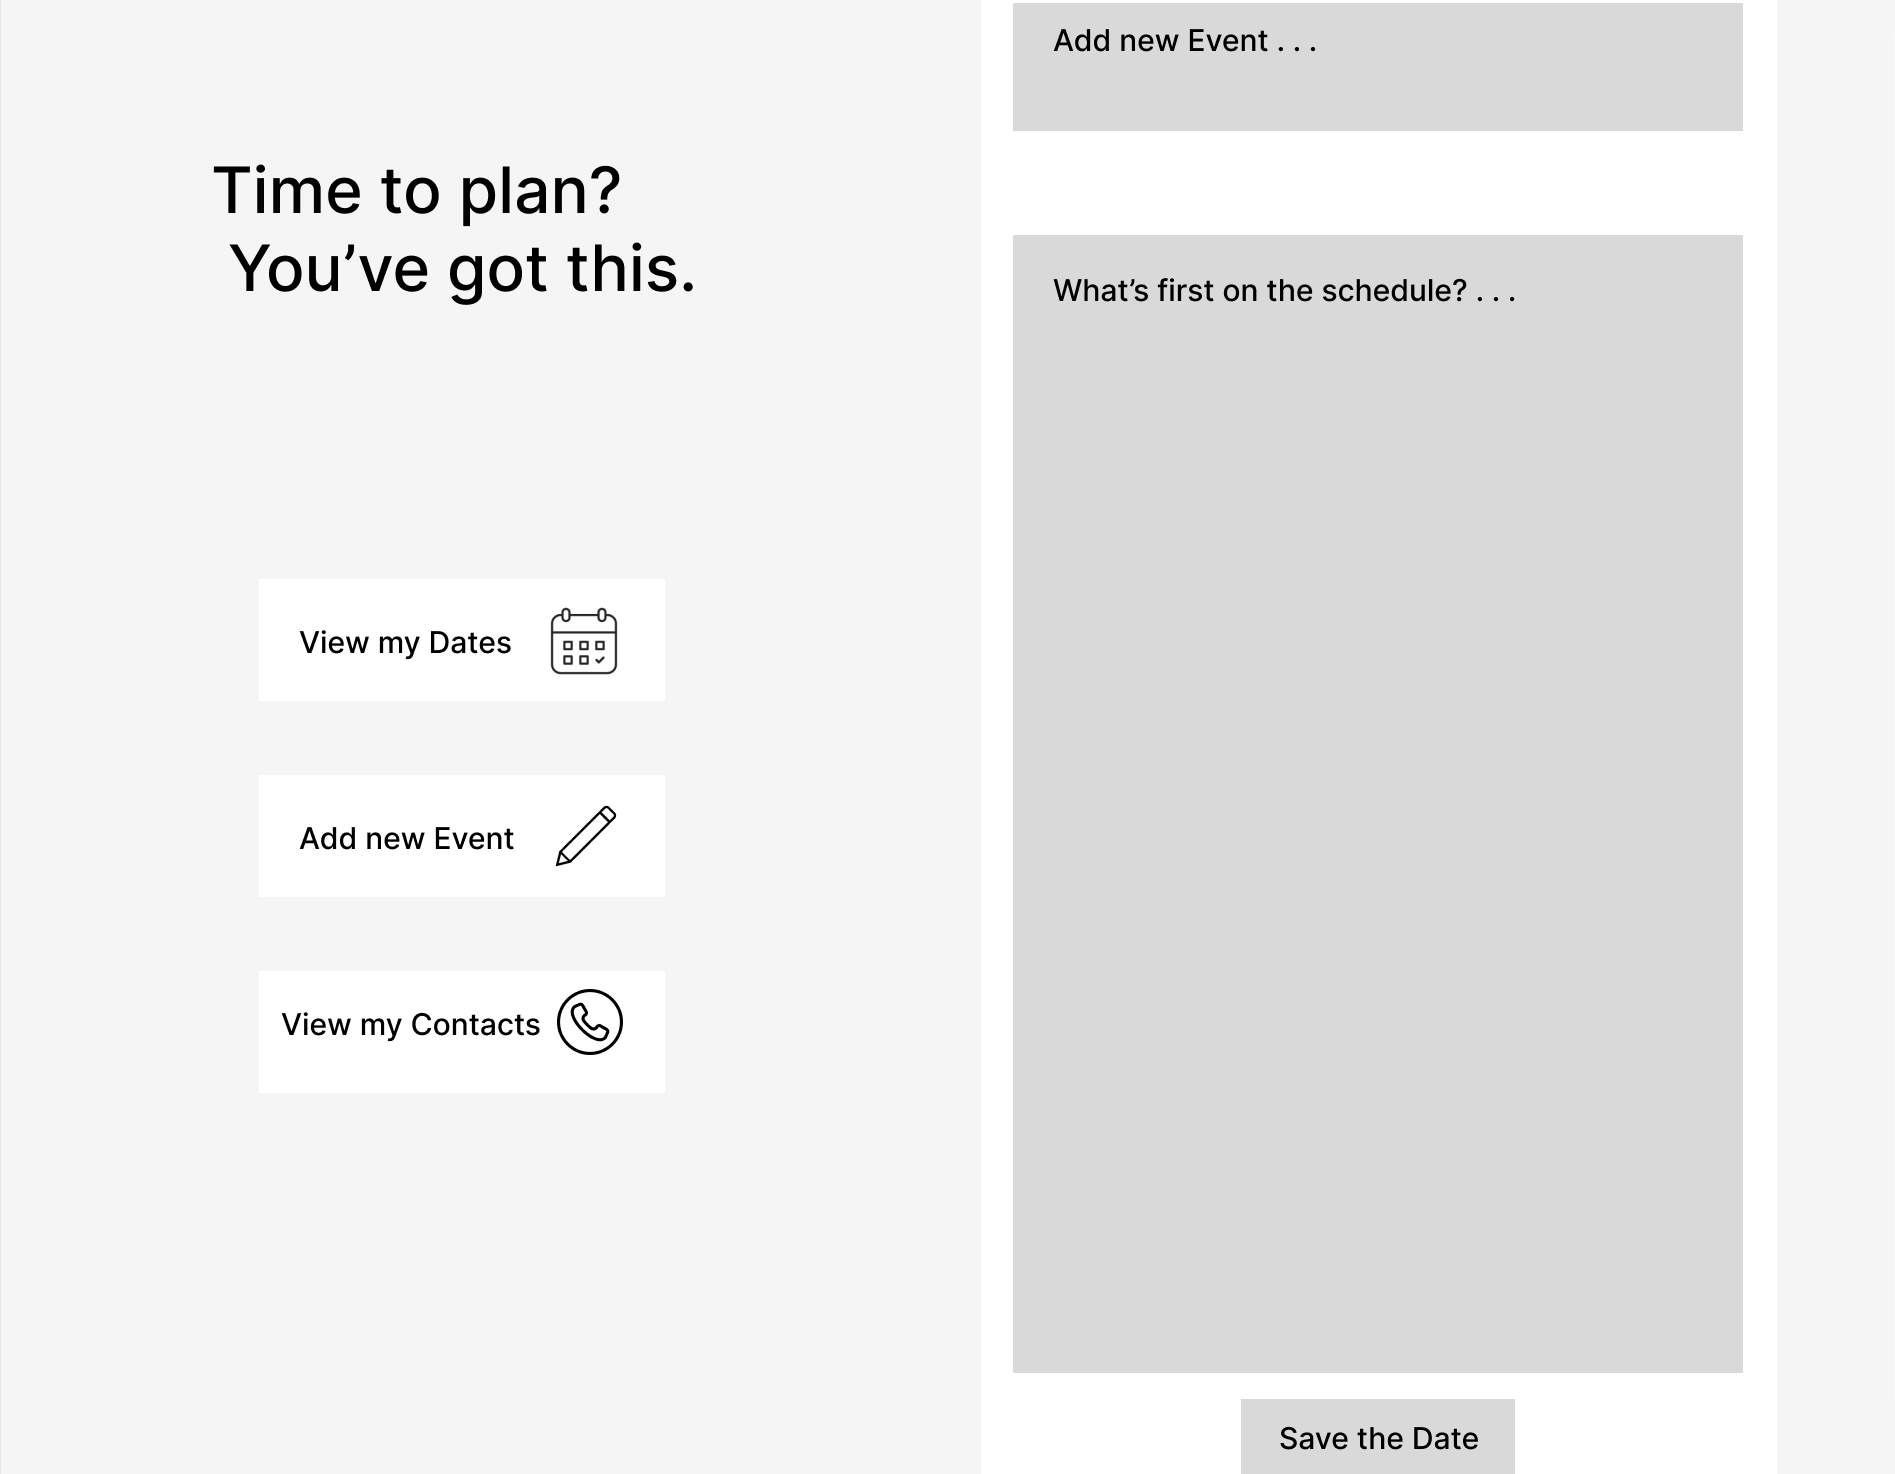 Time to plan?
You’ve got this.
View my Dates
Add new Event
View my Contacts
Add new Event . . .
What’s first on the schedule? . . .
Save the Date